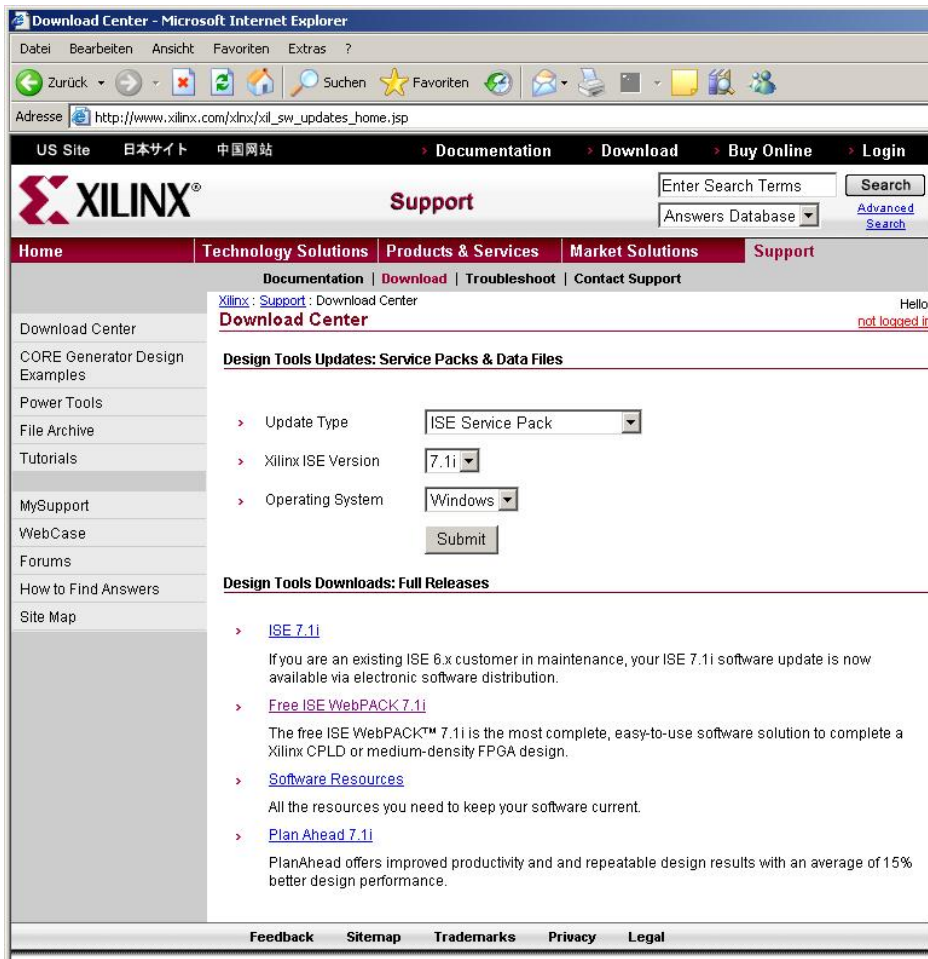 Download Center - Microsoft Internet Explorer
Datei Bearbeiten Ansicht Favoriten Extras ?
Zurück Suchen Favoriten
Adresse http://www.xilinx.com/xlnx/xil_sw_updates_home.jsp
US Site 日本サイト 中国网站 Documentation Download Buy Online Login
XILINX® Support Enter Search Terms Search
Answers Database Advanced Search
Home Technology Solutions Products & Services Market Solutions Support
Documentation | Download | Troubleshoot | Contact Support
Xilinx : Support : Download Center
Hello
Download Center
not logged in
Download Center
CORE Generator Design
Examples
Power Tools
File Archive
Tutorials
MySupport
WebCase
Forums
How to Find Answers
Site Map
Design Tools Updates: Service Packs & Data Files
Update Type ISE Service Pack
Xilinx ISE Version 7.1i
Operating System Windows
Submit
Design Tools Downloads: Full Releases
ISE 7.1i
If you are an existing ISE 6.x customer in maintenance, your ISE 7.1i software update is now
available via electronic software distribution.
Free ISE WebPACK 7.1i
The free ISE WebPACK™ 7.1i is the most complete, easy-to-use software solution to complete a
Xilinx CPLD or medium-density FPGA design.
Software Resources
All the resources you need to keep your software current.
Plan Ahead 7.1i
PlanAhead offers improved productivity and and repeatable design results with an average of 15%
better design performance.
Feedback Sitemap Trademarks Privacy Legal